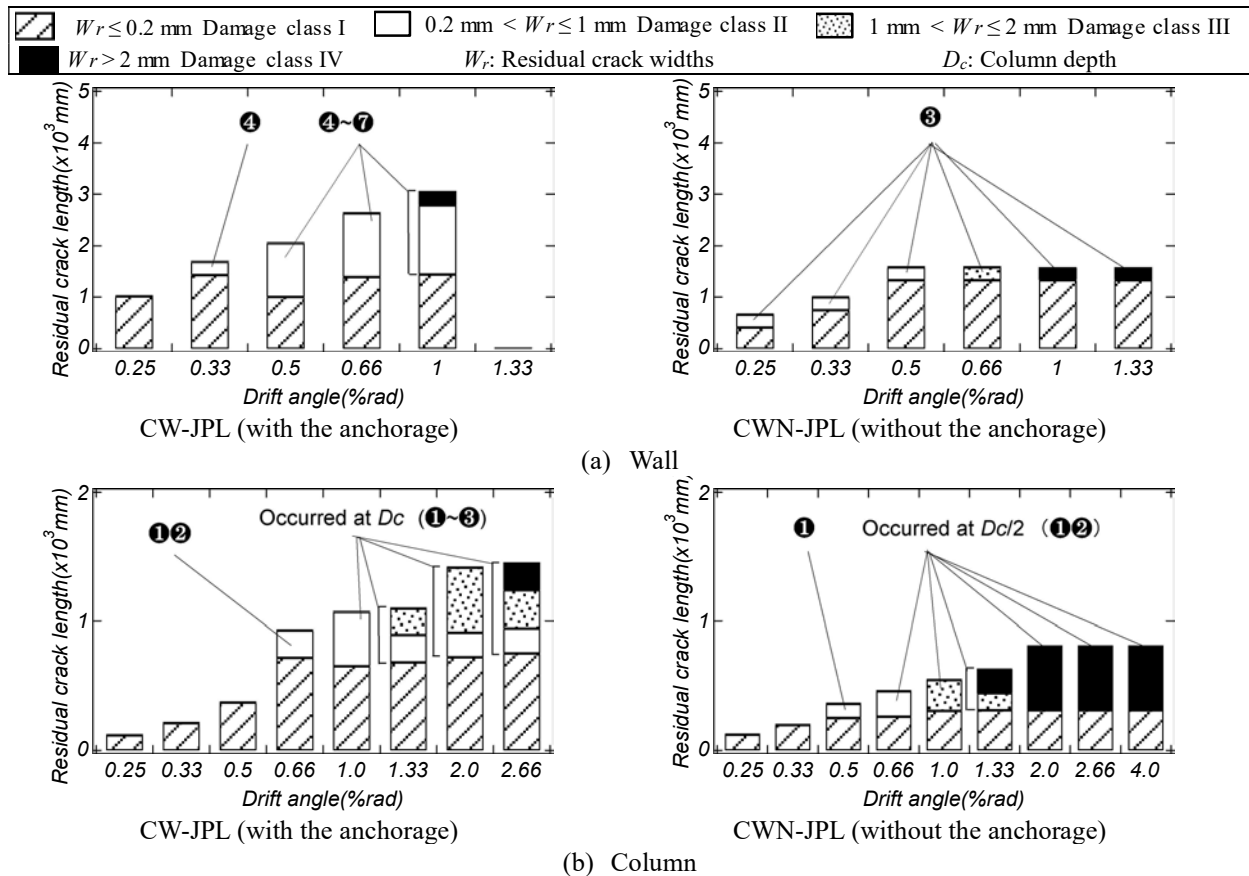 Wr ≤ 0.2 mm Damage class I 0.2 mm < Wr ≤ 1 mm Damage class II 1 mm < Wr ≤ 2 mm Damage class III
Wr > 2 mm Damage class IV Wr: Residual crack widths Dc: Column depth
Residual crack length(x10³mm)
5
4
3
2
1
0
❹ ❹~❼
0.25 0.33 0.5 0.66 1 1.33
Drift angle(%rad)
CW-JPL (with the anchorage)
Residual crack length(x10³mm)
5
4
3
2
1
0
❸
0.25 0.33 0.5 0.66 1 1.33
Drift angle(%rad)
CWN-JPL (without the anchorage)
(a) Wall
Residual crack length(x10³mm)
2
1
0
❶❷
Occurred at Dc (❶~❸)
0.25 0.33 0.5 0.66 1.0 1.33 2.0 2.66
Drift angle(%rad)
CW-JPL (with the anchorage)
Residual crack length(x10³mm,
2
1
0
❶
Occurred at Dc/2 (❶❷)
0.25 0.33 0.5 0.66 1.0 1.33 2.0 2.66 4.0
Drift angle(%rad)
CWN-JPL (without the anchorage)
(b) Column